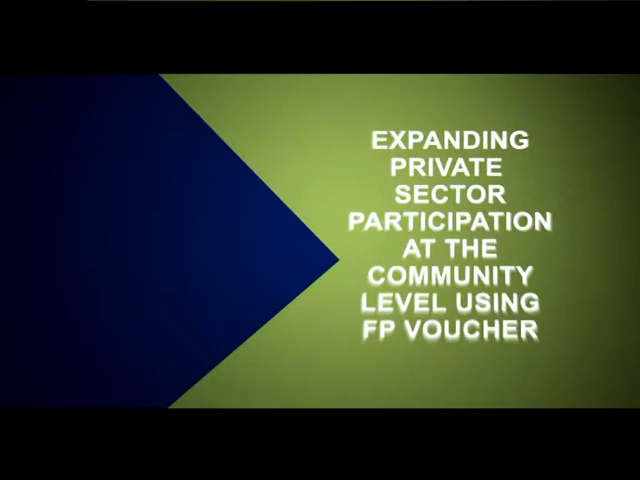 EXPANDING
PRIVATE
SECTOR
PARTICIPATION
AT THE
COMMUNITY
LEVEL USING
FP VOUCHER